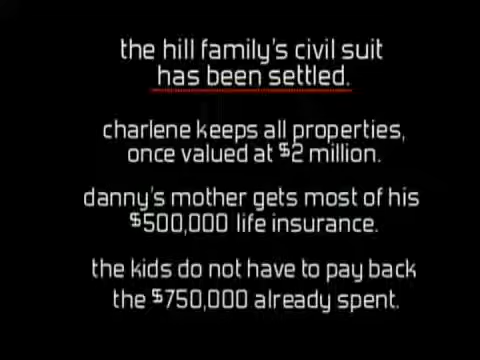 the hill family's civil suit
has been settled.
charlene keeps all properties,
once valued at $2 million.
danny's mother gets most of his
$500,000 life insurance.
the kids do not have to pay back
the $750,000 already spent.